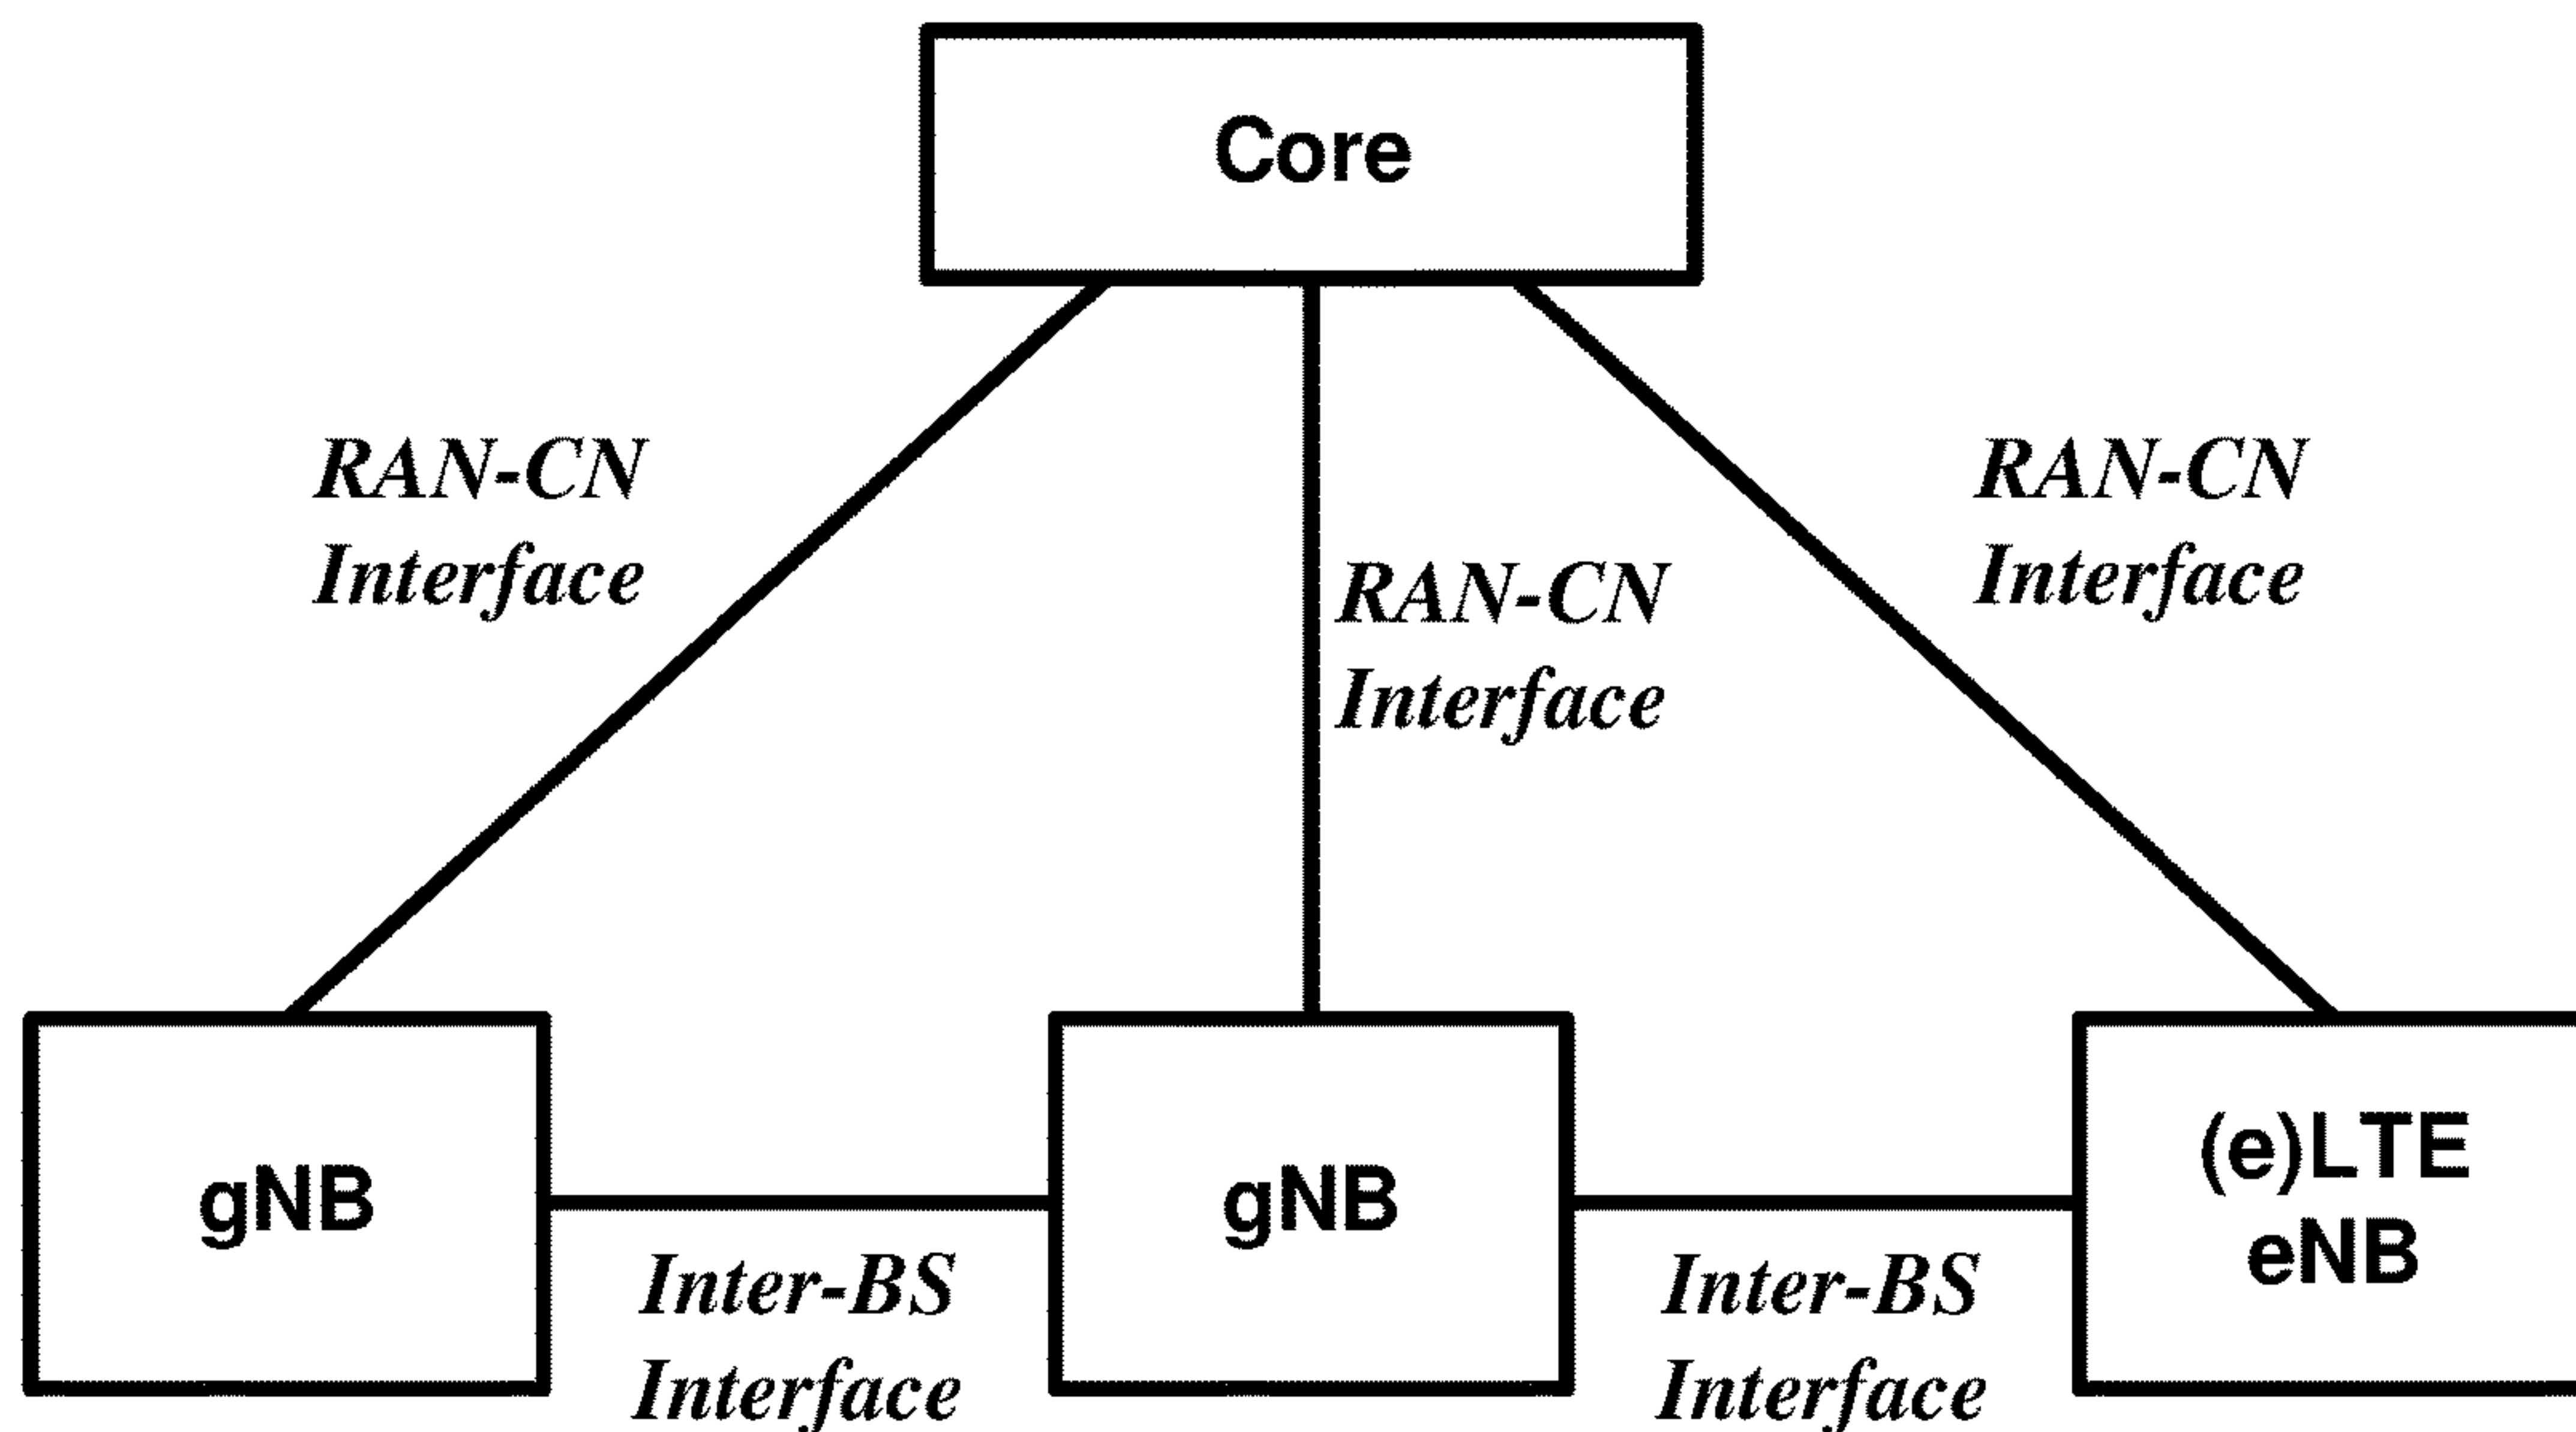 Core
RAN-CN
Interface
RAN-CN
Interface
RAN-CN
Interface
gNB
gNB
(e)LTE
eNB
Inter-BS
Interface
Inter-BS
Interface